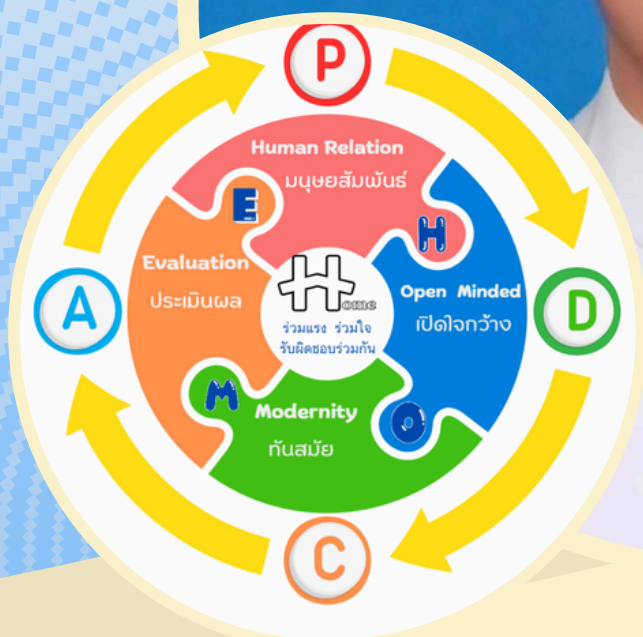 P
Human Relation
มนุษยสัมพันธ์
E
H
Evaluation
ประเมินผล
Open Minded
เปิดใจกว้าง
A
D
Home
ร่วมแรง ร่วมใจ
รับผิดชอบร่วมกัน
M
O
Modernity
ทันสมัย
C